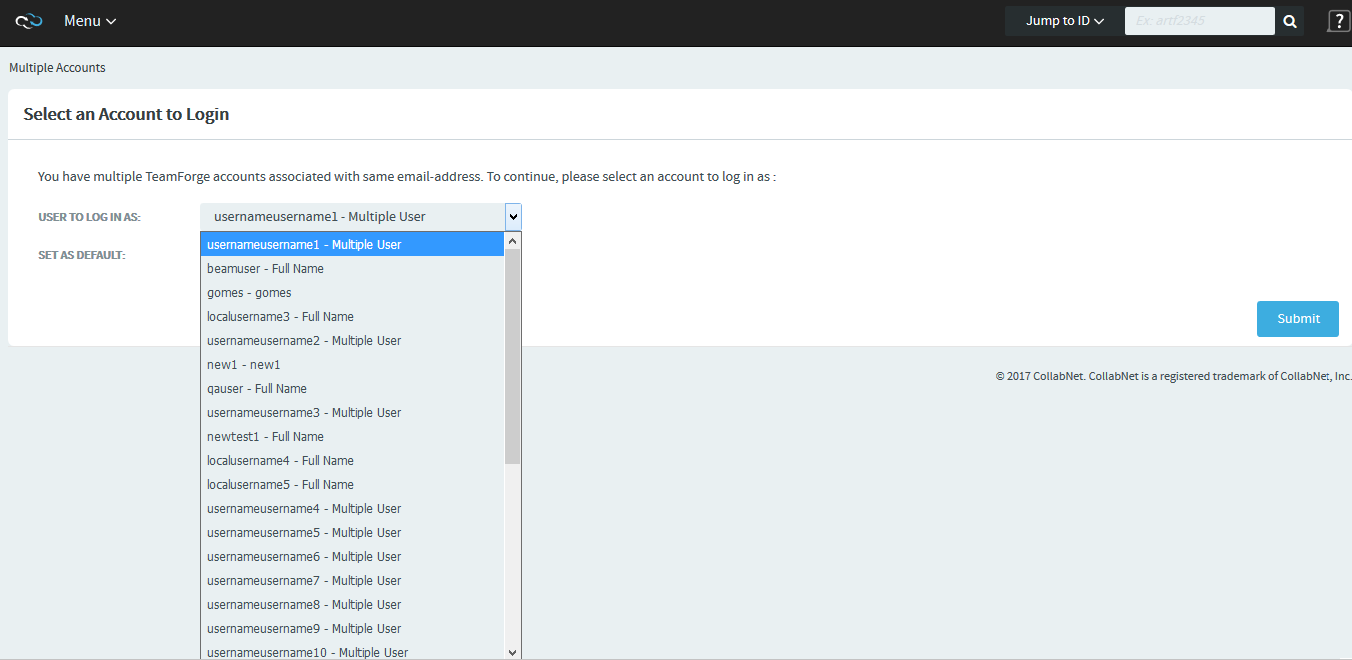 Menu
Jump to ID
Ex: artf2345
?
Multiple Accounts
Select an Account to Login
You have multiple TeamForge accounts associated with same email-address. To continue, please select an account to log in as :
USER TO LOG IN AS:
usernameusername1 - Multiple User
SET AS DEFAULT:
usernameusername1 - Multiple User
beamuser - Full Name
gomes - gomes
localusername3 - Full Name
usernameusername2 - Multiple User
new1 - new1
qauser - Full Name
usernameusername3 - Multiple User
newtest1 - Full Name
localusername4 - Full Name
localusername5 - Full Name
usernameusername4 - Multiple User
usernameusername5 - Multiple User
usernameusername6 - Multiple User
usernameusername7 - Multiple User
usernameusername8 - Multiple User
usernameusername9 - Multiple User
usernameusername10 - Multiple User
Submit
© 2017 CollabNet. CollabNet is a registered trademark of CollabNet, Inc.